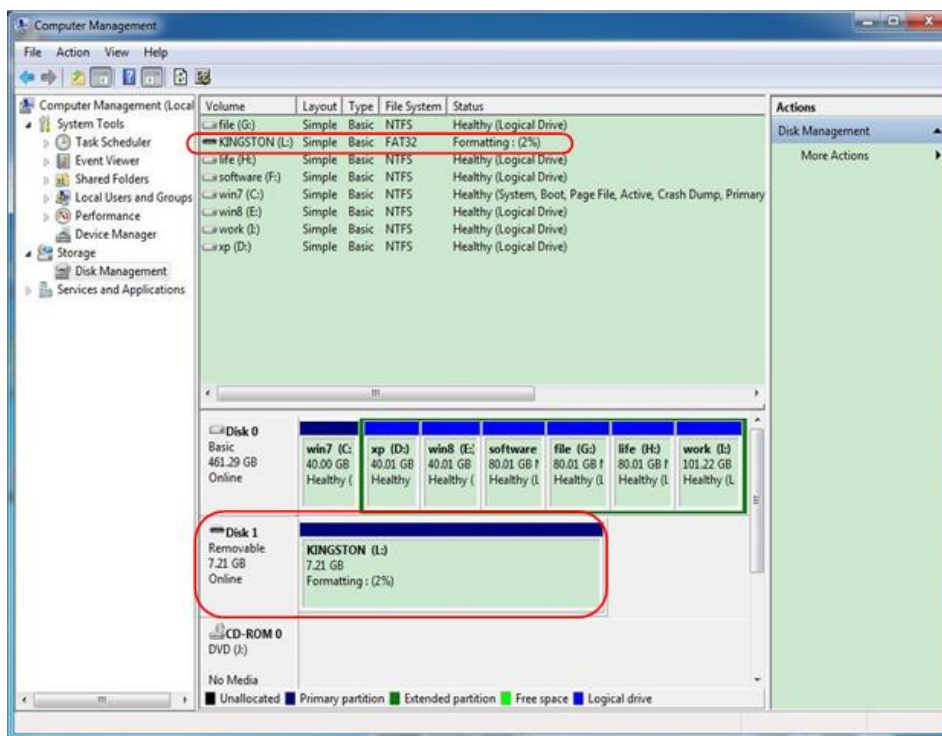 Computer Management
File Action View Help
Computer Management (Local
System Tools
Task Scheduler
Event Viewer
Shared Folders
Local Users and Groups
Performance
Device Manager
Storage
Disk Management
Services and Applications
Volume Layout Type File System Status
file (G:) Simple Basic NTFS Healthy (Logical Drive)
KINGSTON (L:) Simple Basic FAT32 Formatting : (2%)
life (H:) Simple Basic NTFS Healthy (Logical Drive)
software (F:) Simple Basic NTFS Healthy (Logical Drive)
win7 (C:) Simple Basic NTFS Healthy (System, Boot, Page File, Active, Crash Dump, Primary
win8 (E:) Simple Basic NTFS Healthy (Logical Drive)
work (I:) Simple Basic NTFS Healthy (Logical Drive)
xp (D:) Simple Basic NTFS Healthy (Logical Drive)
Actions
Disk Management
More Actions
Disk 0
Basic
461.29 GB
Online
win7 (C: xp (D:) win8 (E: software file (G:) life (H:) work (I:)
40.00 GB 40.01 GB 40.01 GB 80.01 GB 80.01 GB 80.01 GB 101.22 GB
Healthy ( Healthy Healthy ( Healthy (L Healthy (L Healthy (L Healthy (L
Disk 1
Removable
7.21 GB
Online
KINGSTON (L:)
7.21 GB
Formatting : (2%)
CD-ROM 0
DVD (J:)
No Media
Unallocated Primary partition Extended partition Free space Logical drive